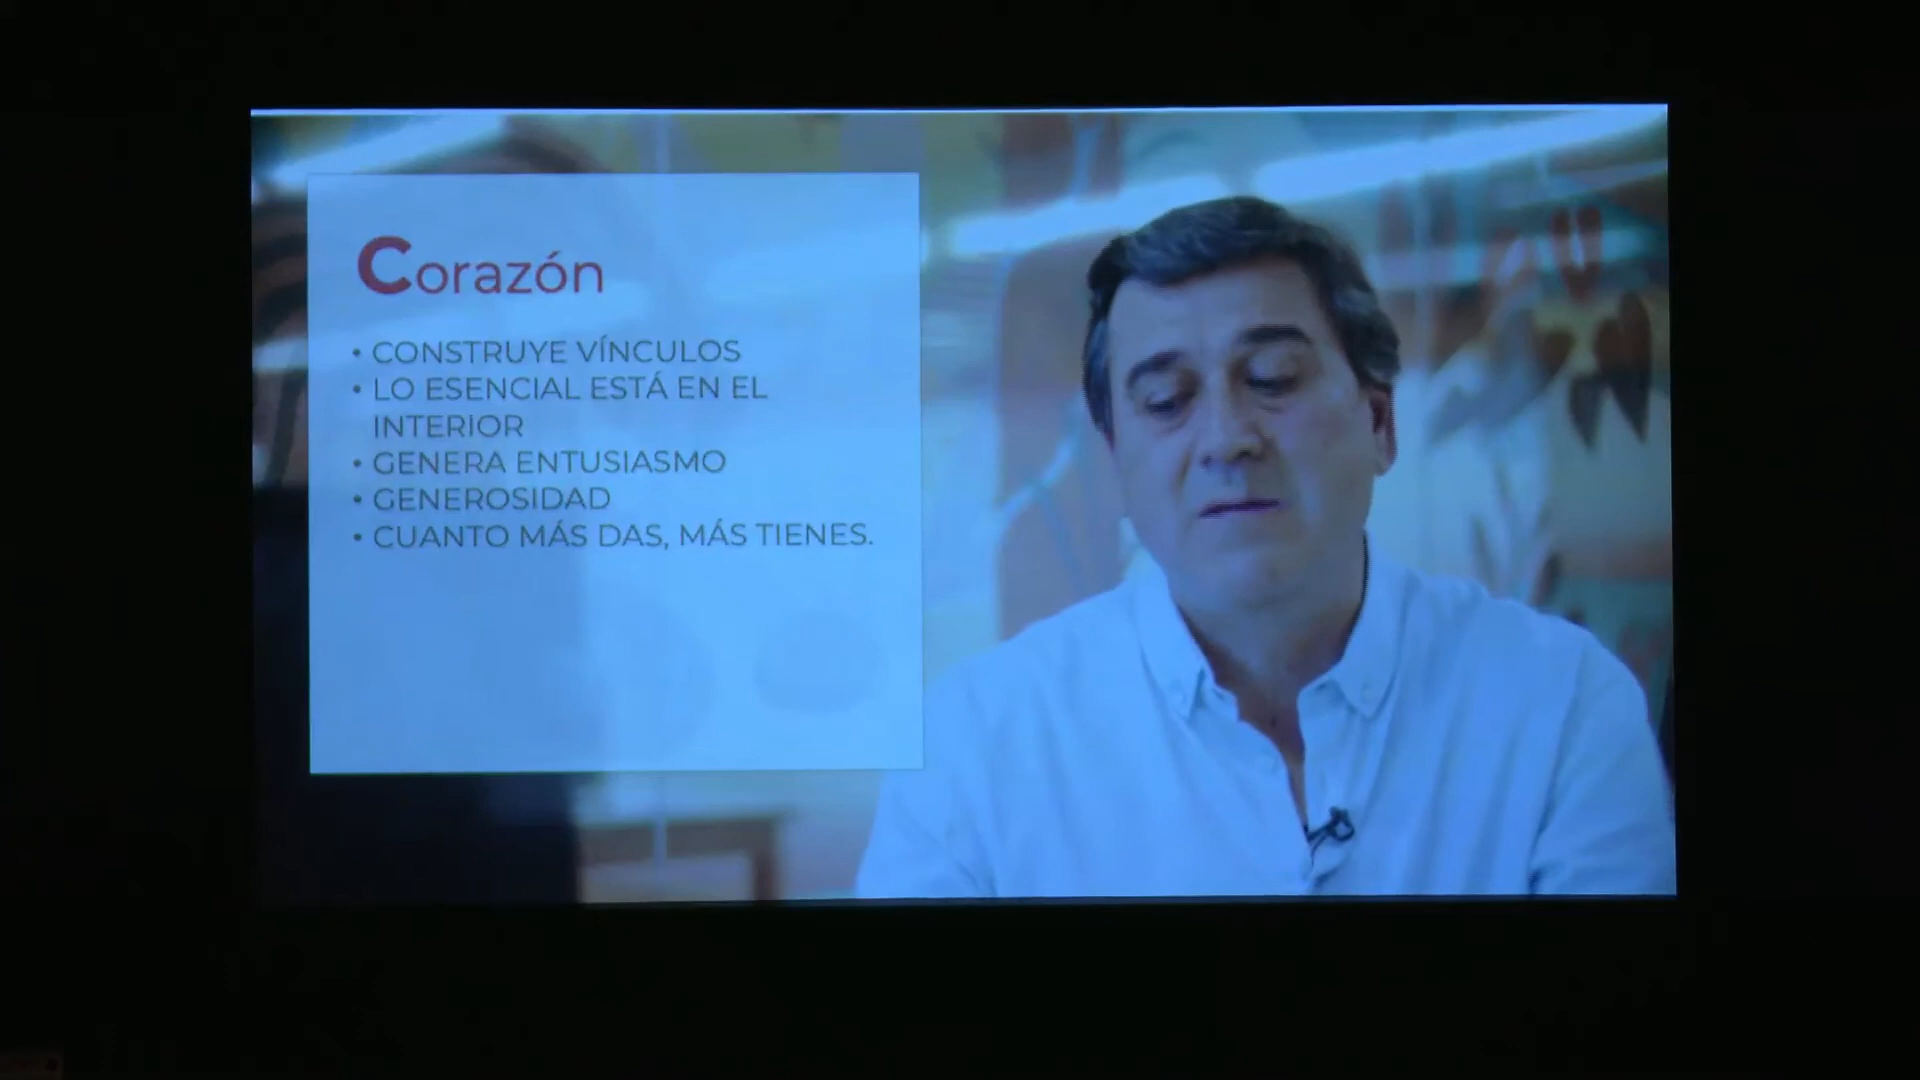 Corazón
• CONSTRUYE VÍNCULOS
• LO ESENCIAL ESTÁ EN EL
INTERIOR
• GENERA ENTUSIASMO
• GENEROSIDAD
• CUANTO MÁS DAS, MÁS TIENES.